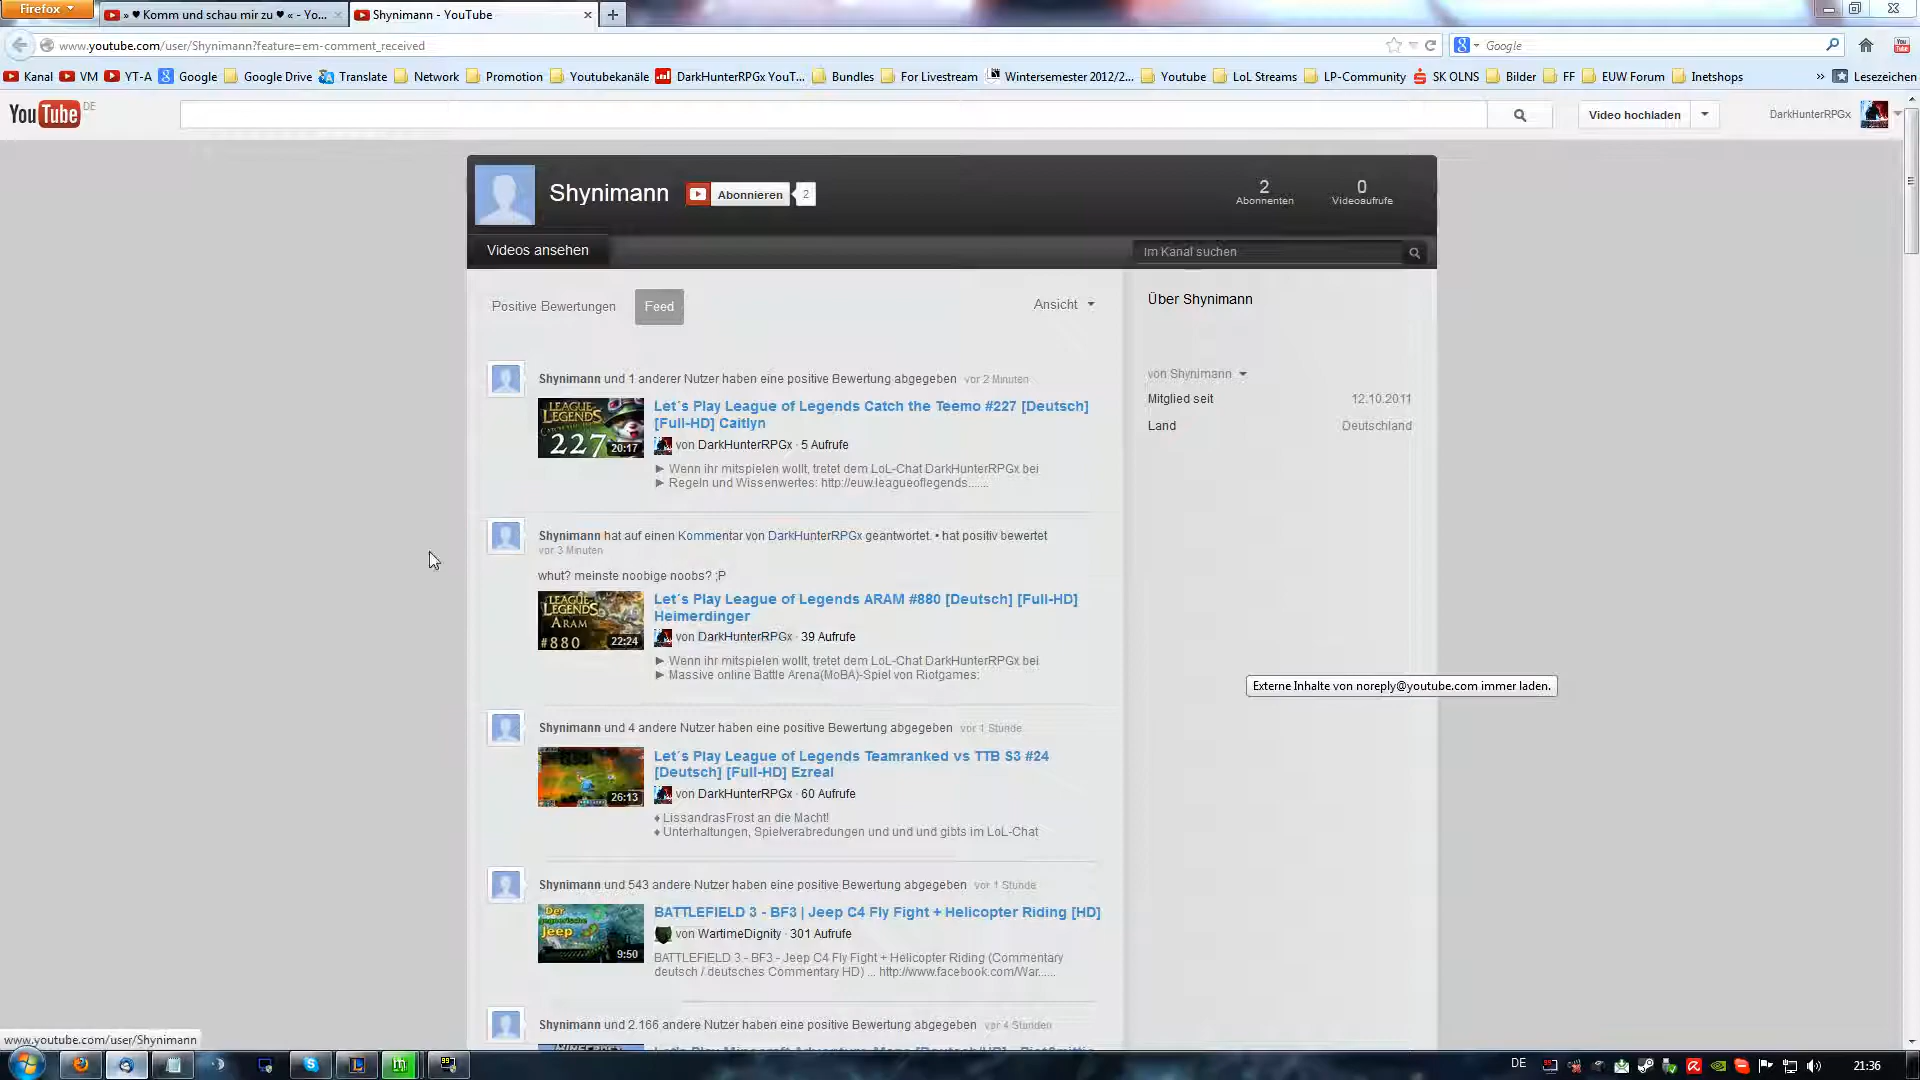 Firefox
» ♥ Komm und schau mir zu ♥ « - Yo...
Shynimann - YouTube
www.youtube.com/user/Shynimann?feature=em-comment_received
Google
Kanal
VM
YT-A
Google
Google Drive
Translate
Network
Promotion
Youtubekanäle
DarkHunterRPGx YouT...
Bundles
For Livestream
Wintersemester 2012/2...
Youtube
LoL Streams
LP-Community
SK OLNS
Bilder
FF
EUW Forum
Inetshops
»
Lesezeichen
YouTube DE
Video hochladen
DarkHunterRPGx
Shynimann
Abonnieren
2
2
Abonnenten
0
Videoaufrufe
Videos ansehen
Im Kanal suchen
Positive Bewertungen
Feed
Ansicht
Über Shynimann
von Shynimann
Mitglied seit 12.10.2011
Land Deutschland
Shynimann und 1 anderer Nutzer haben eine positive Bewertung abgegeben vor 2 Minuten
LEAGUE OF LEGENDS
227
20:17
Let´s Play League of Legends Catch the Teemo #227 [Deutsch]
[Full-HD] Caitlyn
von DarkHunterRPGx · 5 Aufrufe
► Wenn ihr mitspielen wollt, tretet dem LoL-Chat DarkHunterRPGx bei
► Regeln und Wissenwertes: http://euw.leagueoflegends.......
Shynimann hat auf einen Kommentar von DarkHunterRPGx geantwortet. • hat positiv bewertet
vor 3 Minuten
whut? meinste noobige noobs? ;P
LEAGUE OF LEGENDS
ARAM
#880
22:24
Let´s Play League of Legends ARAM #880 [Deutsch] [Full-HD]
Heimerdinger
von DarkHunterRPGx · 39 Aufrufe
► Wenn ihr mitspielen wollt, tretet dem LoL-Chat DarkHunterRPGx bei
► Massive online Battle Arena(MoBA)-Spiel von Riotgames:
Externe Inhalte von noreply@youtube.com immer laden.
Shynimann und 4 andere Nutzer haben eine positive Bewertung abgegeben vor 1 Stunde
26:13
Let´s Play League of Legends Teamranked vs TTB S3 #24
[Deutsch] [Full-HD] Ezreal
von DarkHunterRPGx · 60 Aufrufe
♦ LissandrasFrost an die Macht!
♦ Unterhaltungen, Spielverabredungen und und und gibts im LoL-Chat
Shynimann und 543 andere Nutzer haben eine positive Bewertung abgegeben vor 1 Stunde
Der
Jeep
9:50
BATTLEFIELD 3 - BF3 | Jeep C4 Fly Fight + Helicopter Riding [HD]
von WartimeDignity · 301 Aufrufe
BATTLEFIELD 3 - BF3 - Jeep C4 Fly Fight + Helicopter Riding (Commentary
deutsch / deutsches Commentary HD) ... http://www.facebook.com/War......
Shynimann und 2.166 andere Nutzer haben eine positive Bewertung abgegeben vor 4 Stunden
www.youtube.com/user/Shynimann
DE
21:36